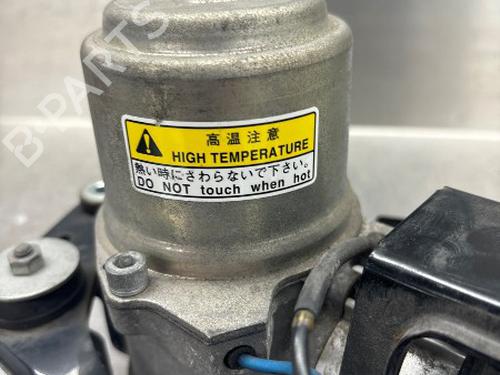 B-PARTS
高温注意
HIGH TEMPERATURE
熱い時にさわらないで下さい。
DO NOT touch when hot